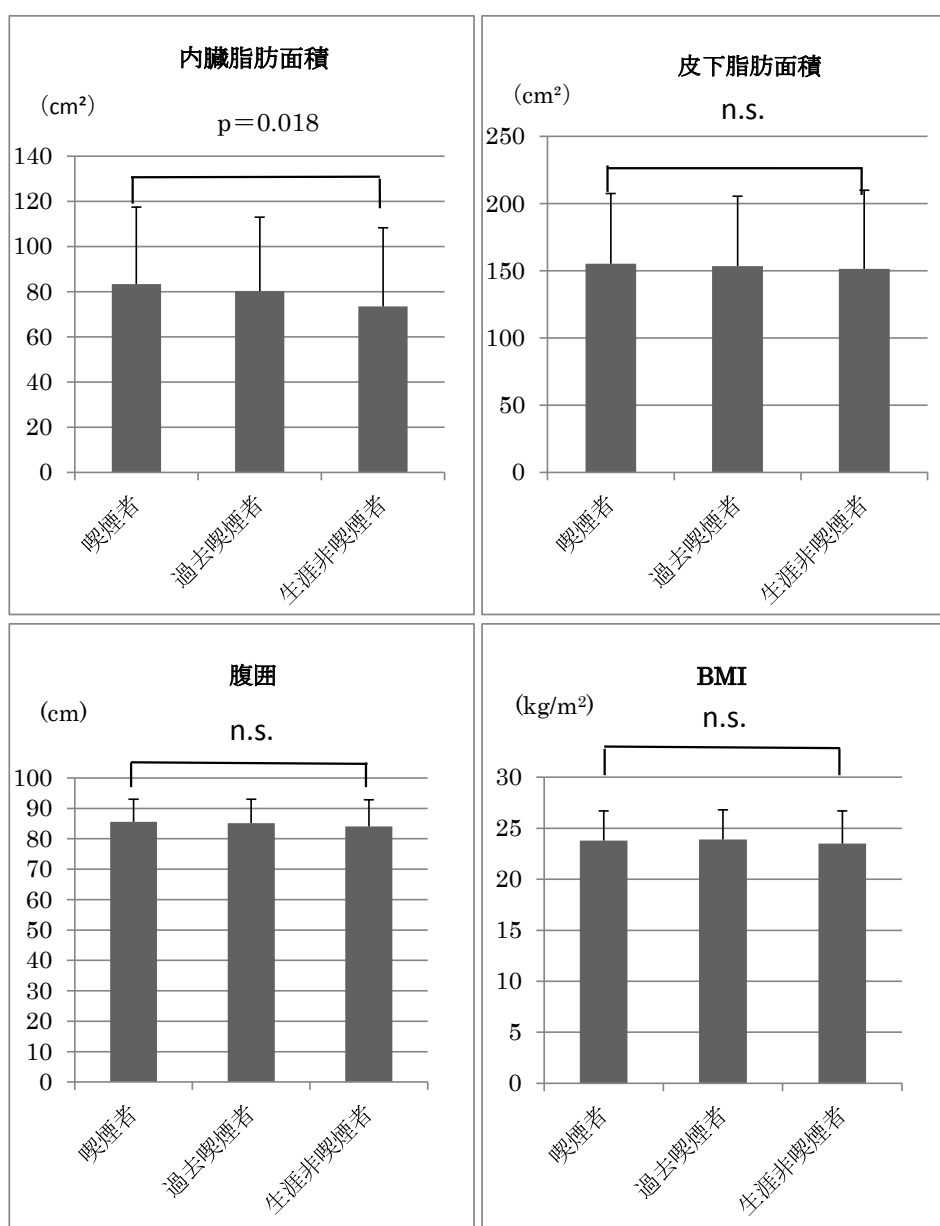 内臓脂肪面積
（cm²）
p＝0.018
140
120
100
80
60
40
20
0
喫煙者
過去喫煙者
生涯非喫煙者
皮下脂肪面積
（cm²）
n.s.
250
200
150
100
50
0
喫煙者
過去喫煙者
生涯非喫煙者
腹囲
(cm)
n.s.
100
90
80
70
60
50
40
30
20
10
0
喫煙者
過去喫煙者
生涯非喫煙者
BMI
(kg/m²)
n.s.
30
25
20
15
10
5
0
喫煙者
過去喫煙者
生涯非喫煙者